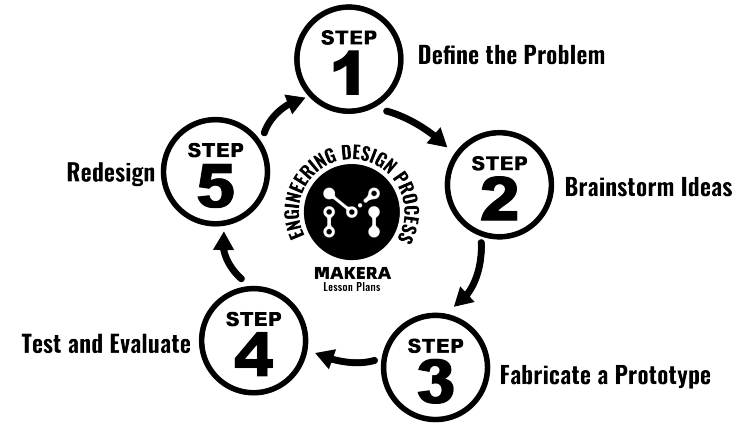 STEP
1
Define the Problem
STEP
2
Brainstorm Ideas
STEP
3
Fabricate a Prototype
STEP
4
Test and Evaluate
STEP
5
Redesign
ENGINEERING DESIGN PROCESS
MAKERA
Lesson Plans